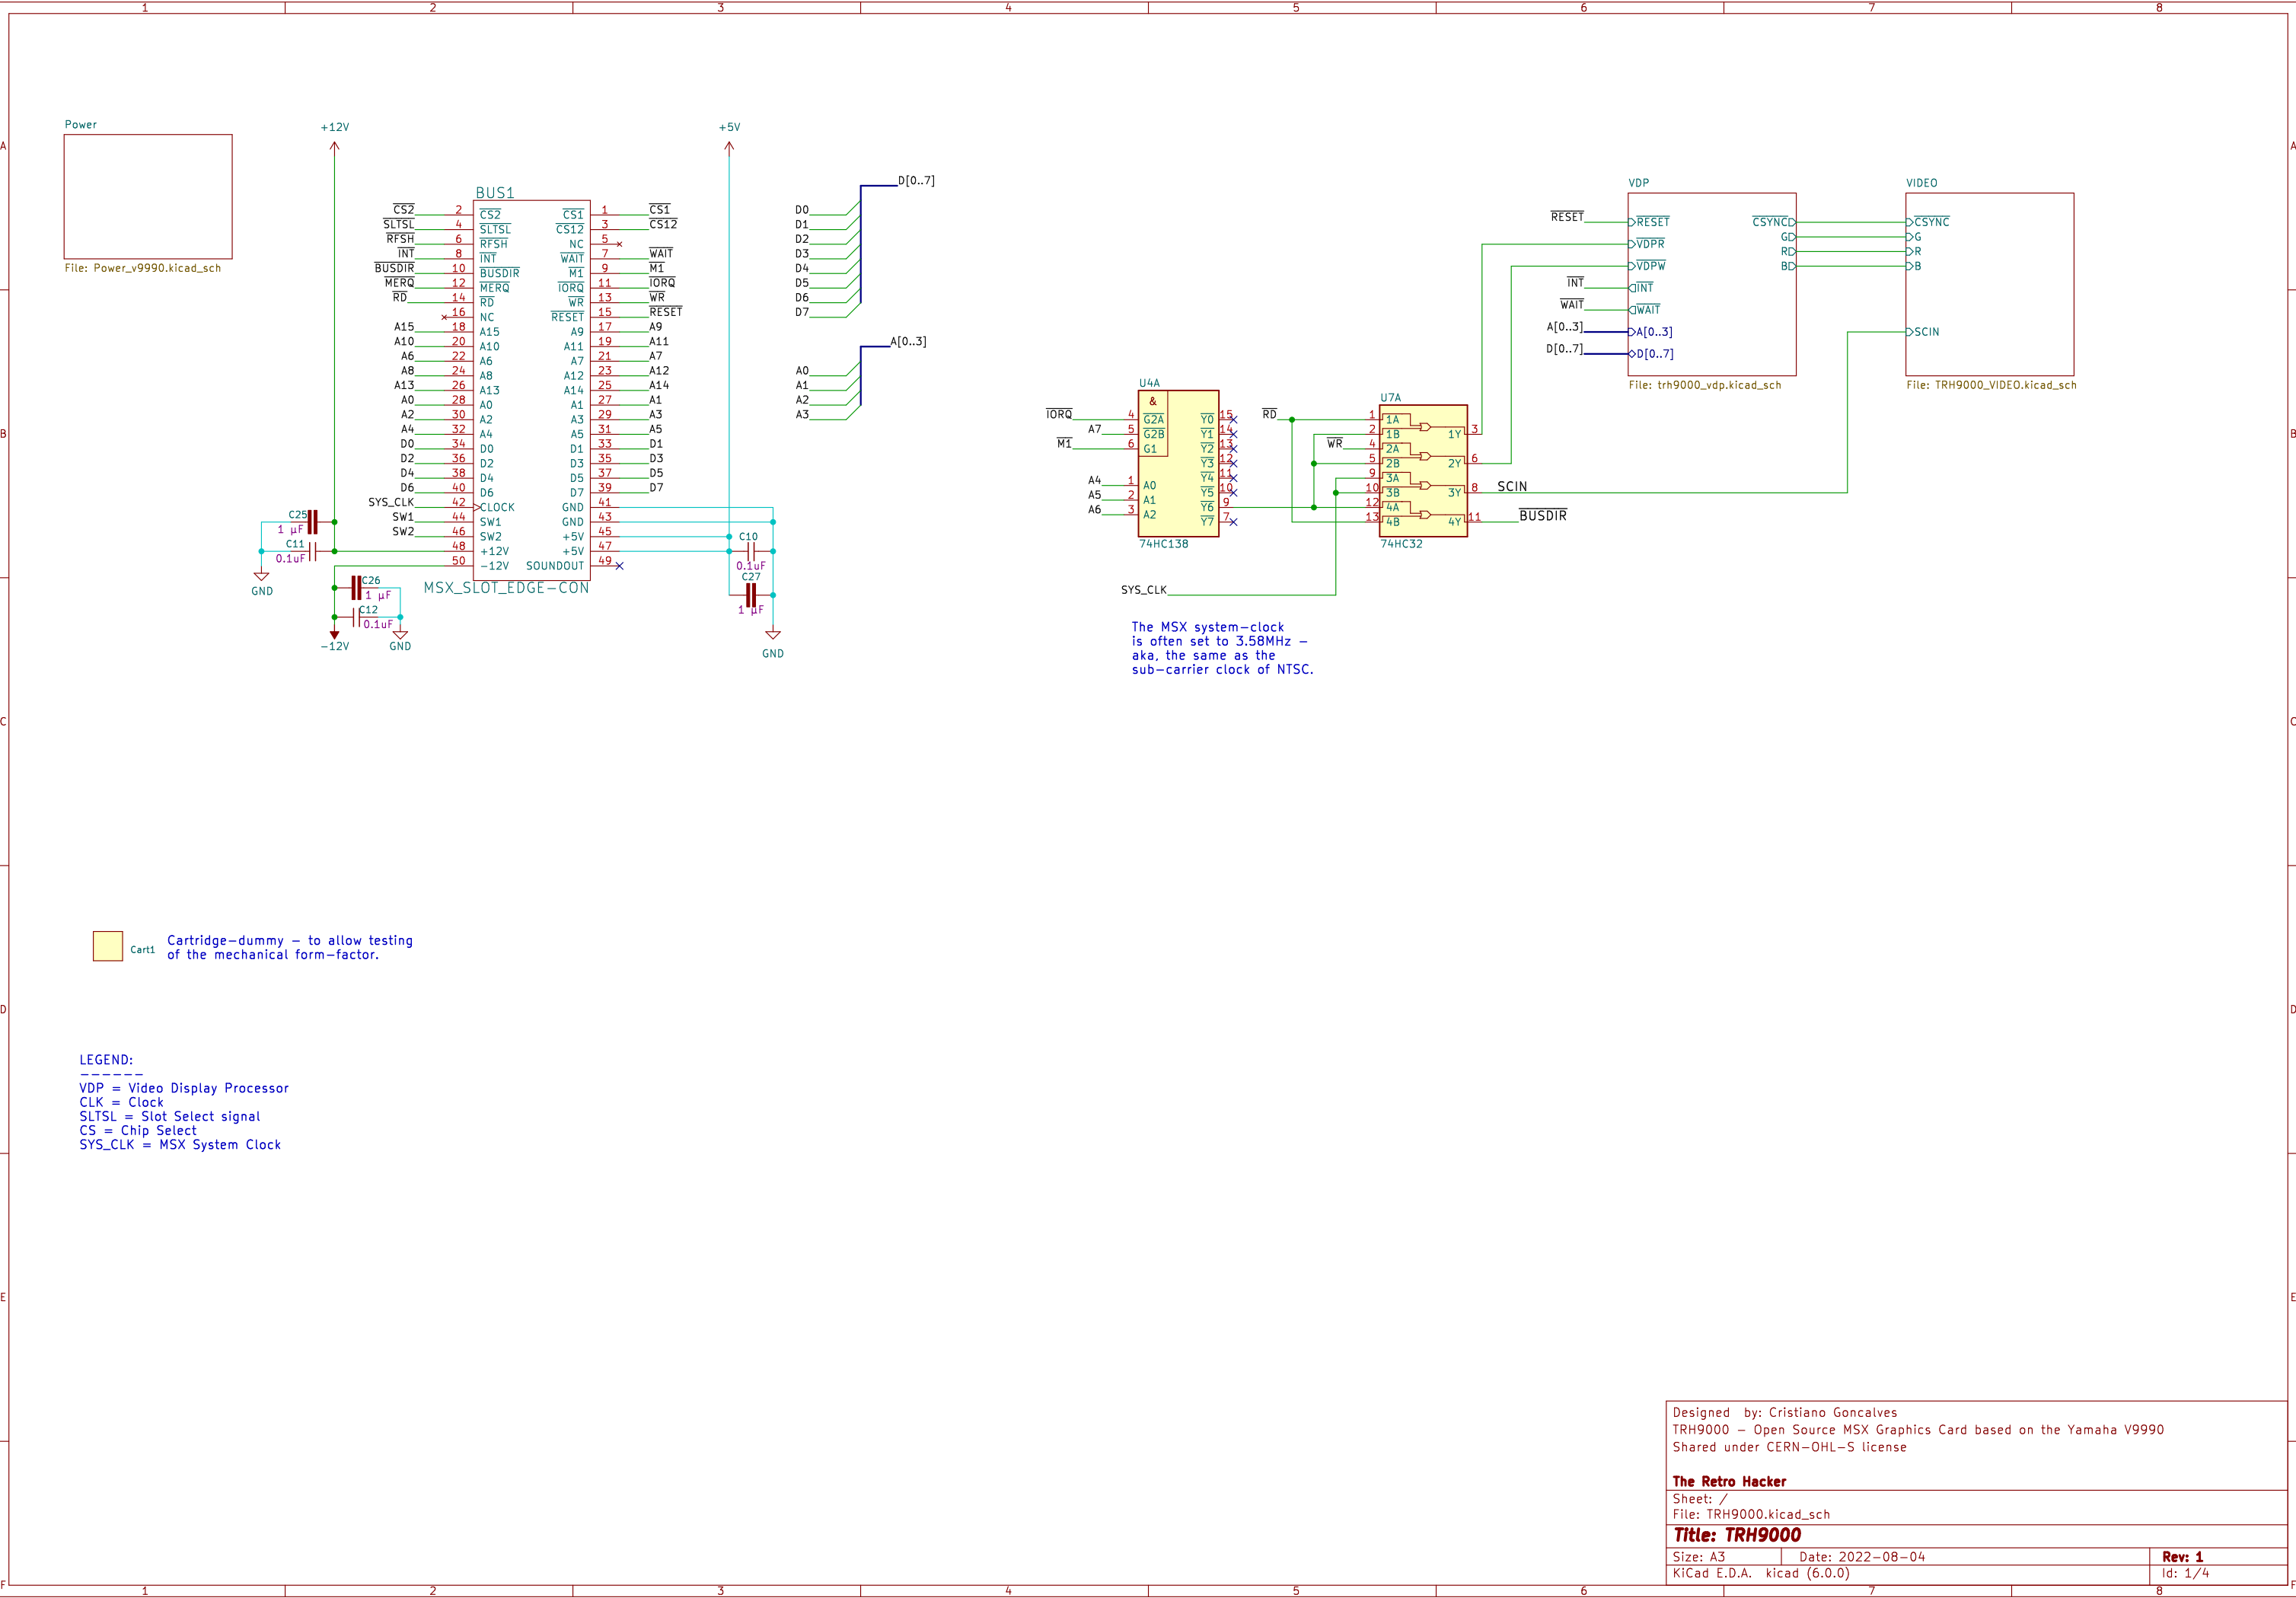 1 2 3 4 5 6 7 8
A
B
C
D
E
F
A
B
C
D
E
F
Power
File: Power_v9990.kicad_sch
+12V
+5V
BUS1
CS2 2 CS2 CS1 1 CS1
SLTSL 4 SLTSL CS12 3 CS12
RFSH 6 RFSH NC 5
INT 8 INT WAIT 7 WAIT
BUSDIR 10 BUSDIR M1 9 M1
MERQ 12 MERQ IORQ 11 IORQ
RD 14 RD WR 13 WR
16 NC RESET 15 RESET
A15 18 A15 A9 17 A9
A10 20 A10 A11 19 A11
A6 22 A6 A7 21 A7
A8 24 A8 A12 23 A12
A13 26 A13 A14 25 A14
A0 28 A0 A1 27 A1
A2 30 A2 A3 29 A3
A4 32 A4 A5 31 A5
D0 34 D0 D1 33 D1
D2 36 D2 D3 35 D3
D4 38 D4 D5 37 D5
D6 40 D6 D7 39 D7
SYS_CLK 42 CLOCK GND 41
SW1 44 SW1 GND 43
SW2 46 SW2 +5V 45
48 +12V +5V 47
50 -12V SOUNDOUT 49
MSX_SLOT_EDGE-CON
C25
1 µF
C11
0.1uF
GND
C26
1 µF
C12
0.1uF
-12V
GND
C10
0.1uF
C27
1 µF
GND
D[0..7]
D0
D1
D2
D3
D4
D5
D6
D7
A[0..3]
A0
A1
A2
A3
U4A
&
IORQ 4 G2A Y0 15
A7 5 G2B Y1 14
M1 6 G1 Y2 13
Y3 12
Y4 11
A4 1 A0 Y5 10
A5 2 A1 Y6 9
A6 3 A2 Y7 7
74HC138
SYS_CLK
The MSX system-clock
is often set to 3.58MHz -
aka, the same as the
sub-carrier clock of NTSC.
U7A
RD 1 1A
2 1B 1Y 3
WR 4 2A
5 2B 2Y 6
9 3A
10 3B 3Y 8 SCIN
12 4A
13 4B 4Y 11 BUSDIR
74HC32
VDP
RESET RESET CSYNC
G
VDPR
R
VDPW B
INT INT
WAIT WAIT
A[0..3] A[0..3]
D[0..7] D[0..7]
File: trh9000_vdp.kicad_sch
VIDEO
CSYNC
G
R
B
SCIN
File: TRH9000_VIDEO.kicad_sch
Cart1
Cartridge-dummy - to allow testing
of the mechanical form-factor.
LEGEND:
------
VDP = Video Display Processor
CLK = Clock
SLTSL = Slot Select signal
CS = Chip Select
SYS_CLK = MSX System Clock
Designed by: Cristiano Goncalves
TRH9000 - Open Source MSX Graphics Card based on the Yamaha V9990
Shared under CERN-OHL-S license
The Retro Hacker
Sheet: /
File: TRH9000.kicad_sch
Title: TRH9000
Size: A3 Date: 2022-08-04 Rev: 1
KiCad E.D.A. kicad (6.0.0) Id: 1/4
1 2 3 4 5 6 7 8